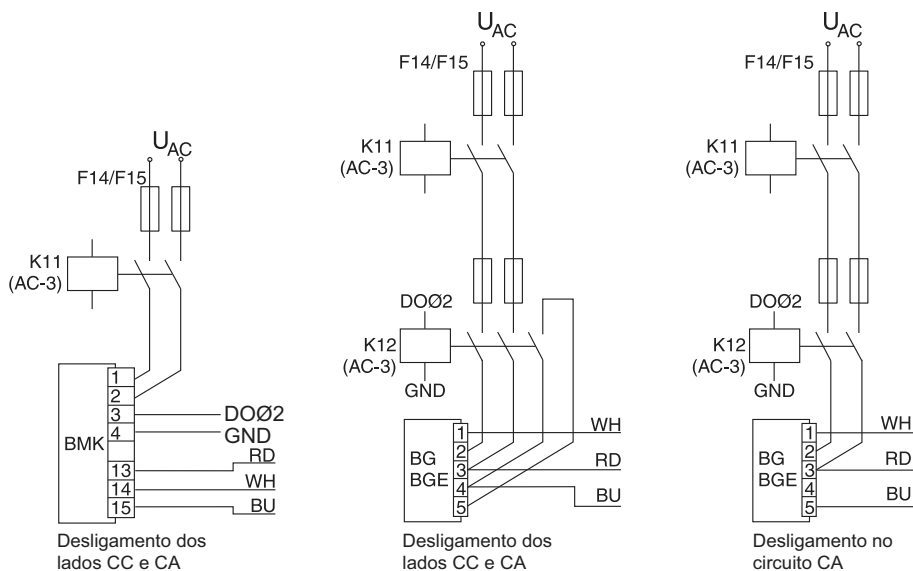 U AC
F14/F15
K11
(AC-3)
1
2
3
4
13
14
15
BMK
DOØ2
GND
RD
WH
BU
Desligamento dos
lados CC e CA
U AC
F14/F15
K11
(AC-3)
DOØ2
K12
(AC-3)
GND
BG
BGE
1
2
3
4
5
WH
RD
BU
Desligamento dos
lados CC e CA
U AC
F14/F15
K11
(AC-3)
DOØ2
K12
(AC-3)
GND
BG
BGE
1
2
3
4
5
WH
RD
BU
Desligamento no
circuito CA